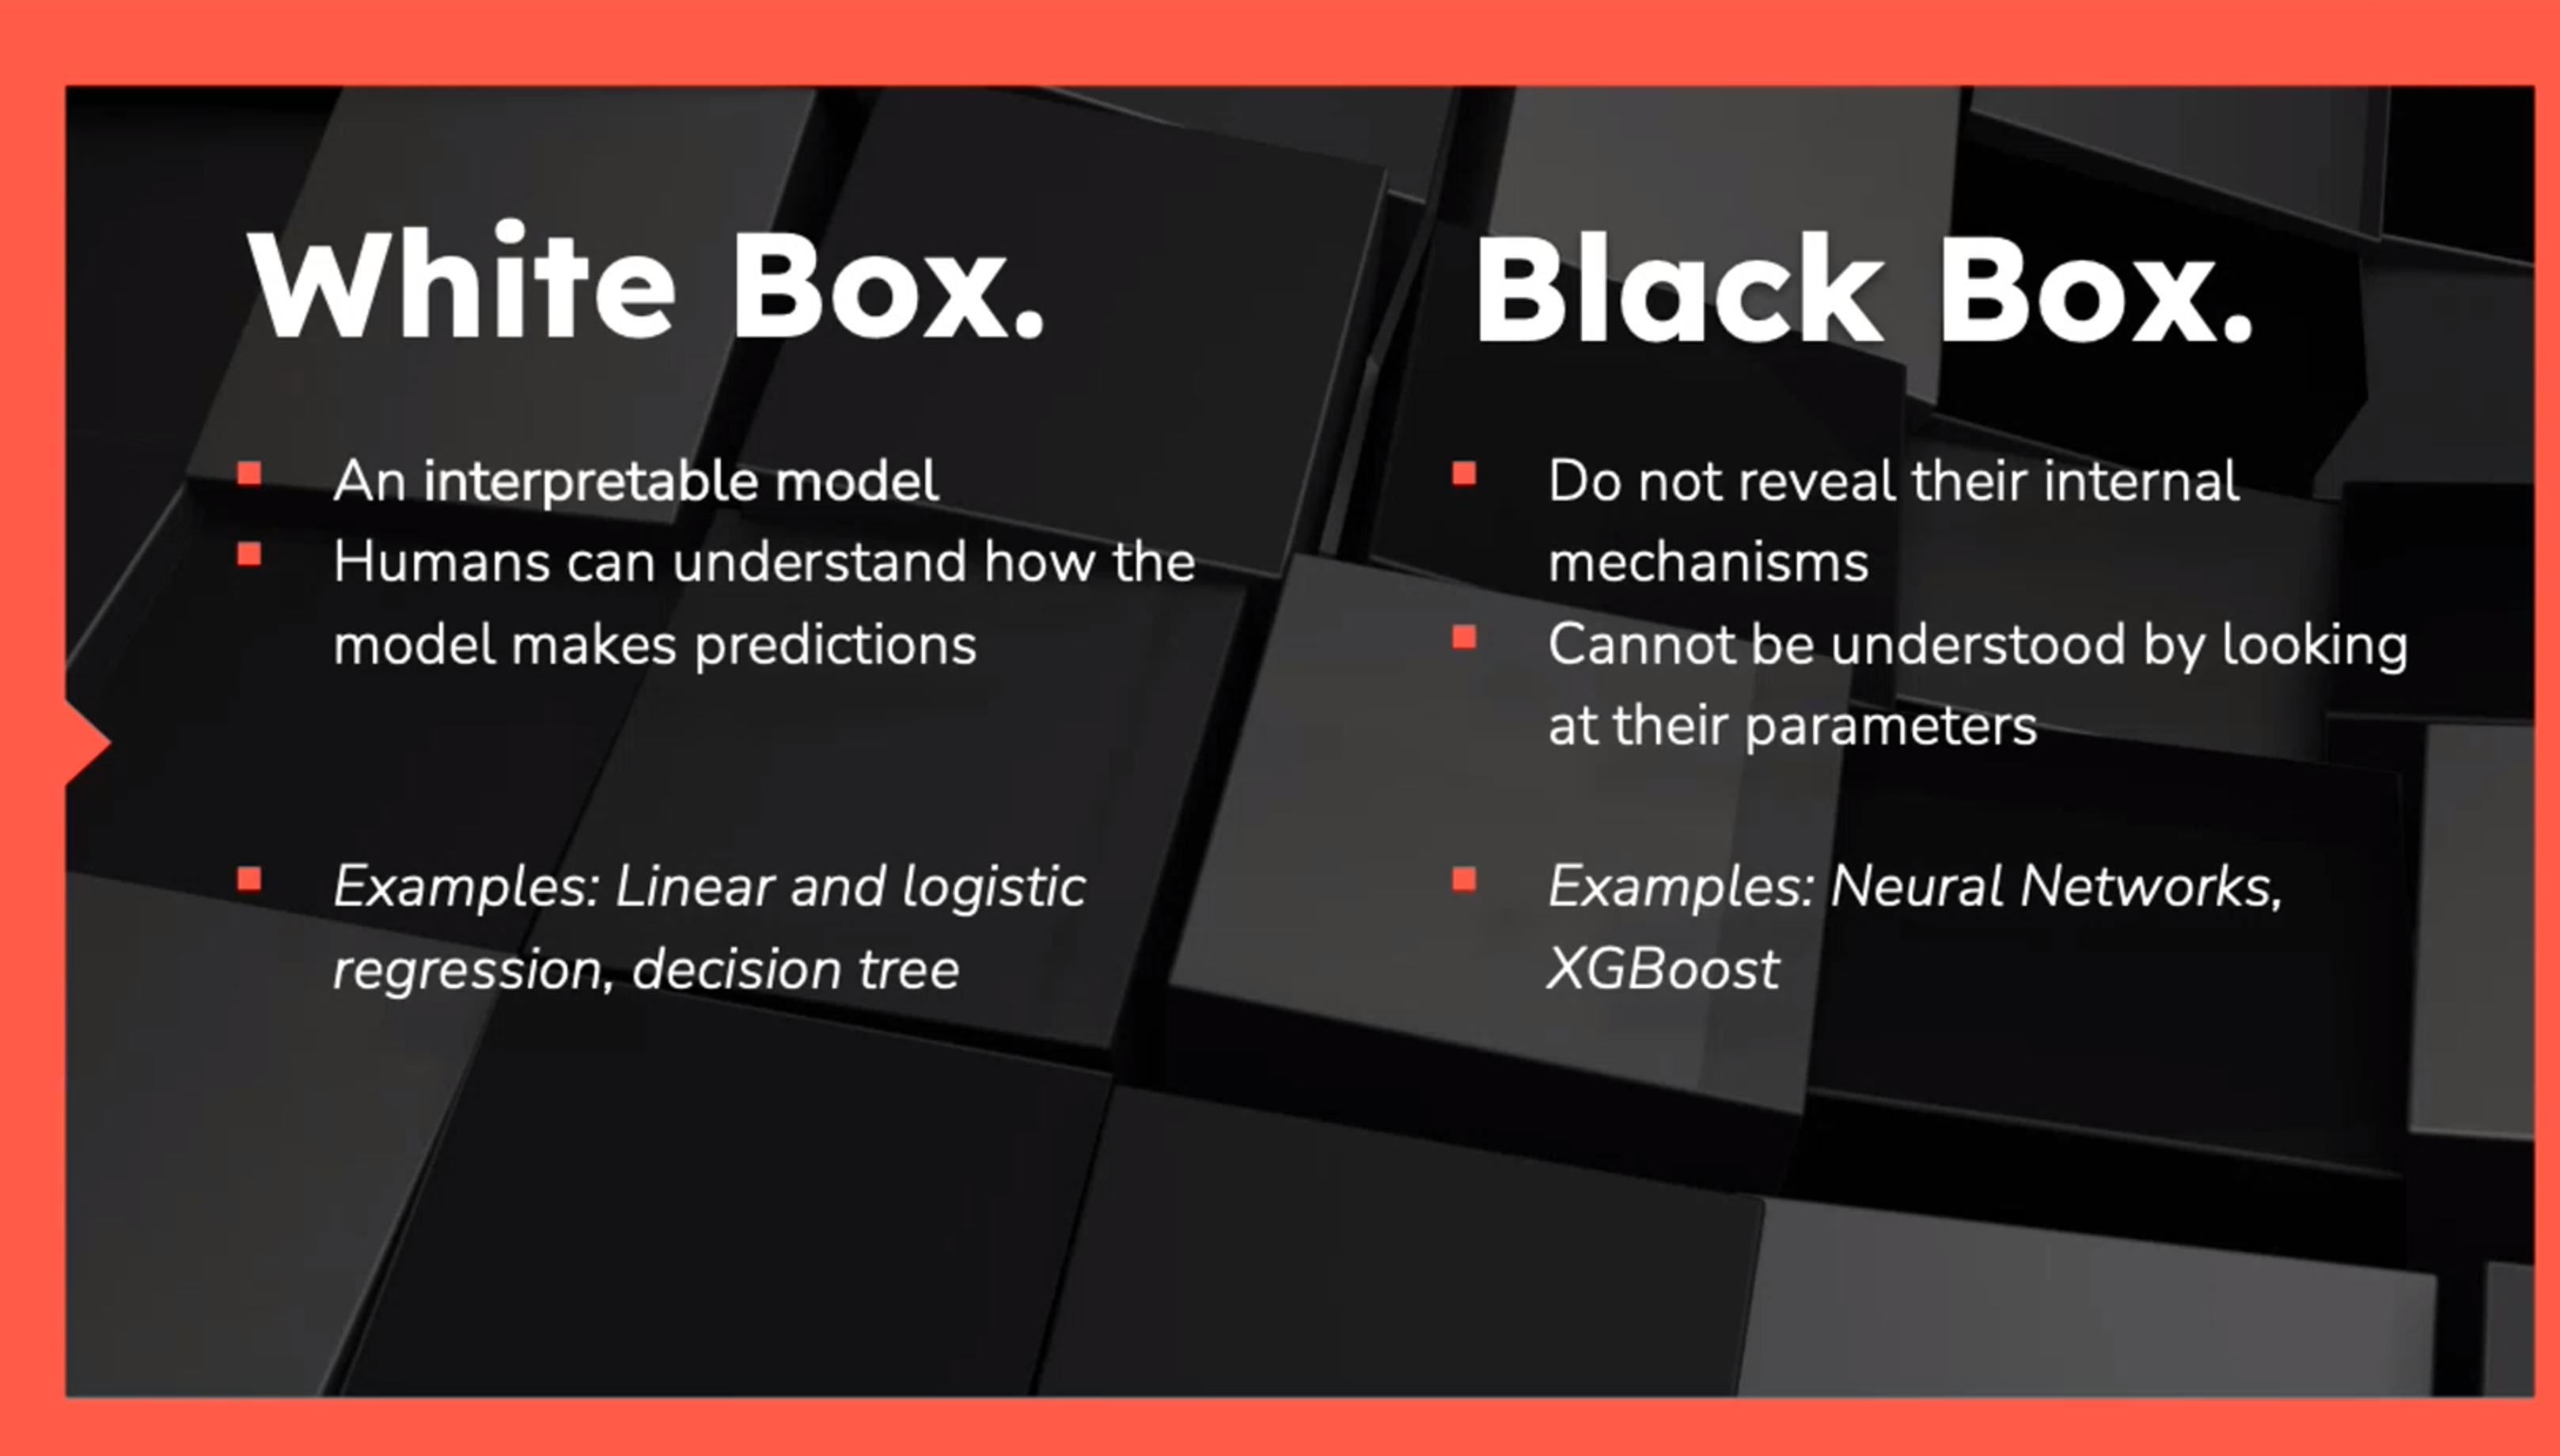 White Box.
An interpretable model
Humans can understand how the
model makes predictions
Examples: Linear and logistic
regression, decision tree
Black Box.
Do not reveal their internal
mechanisms
Cannot be understood by looking
at their parameters
Examples: Neural Networks,
XGBoost